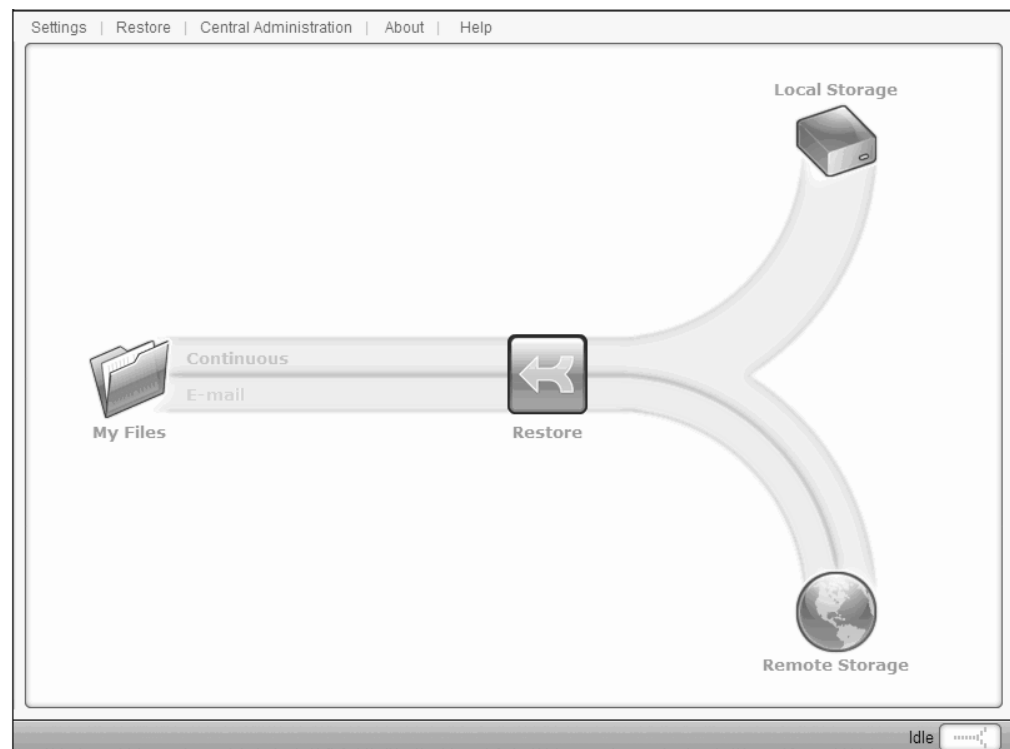 Settings | Restore | Central Administration | About | Help
Local Storage
Continuous
E-mail
My Files
Restore
Remote Storage
Idle